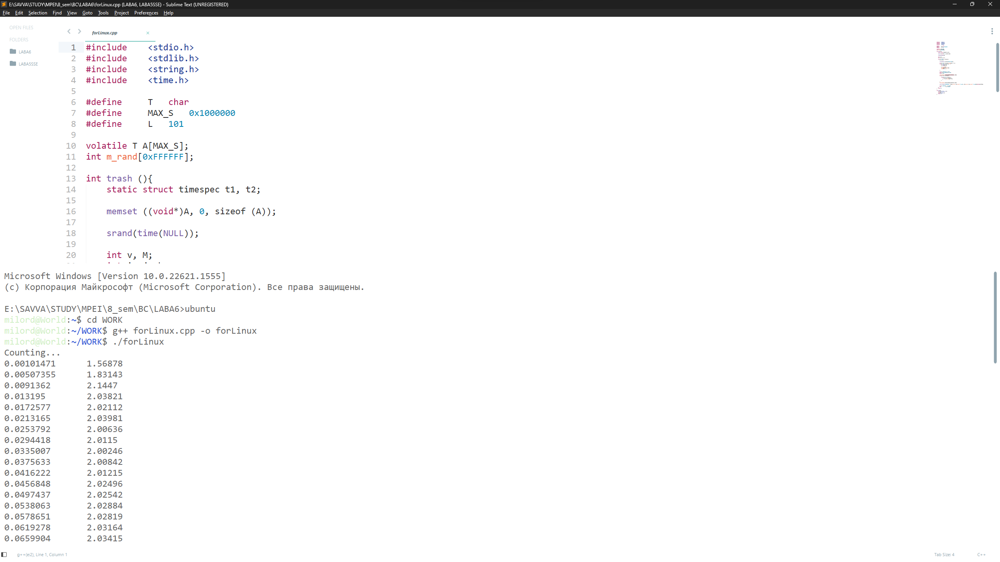 E:\SAVVA\STUDY\MPEI\8_sem\BC\LABA6\forLinux.cpp (LABA6, LABA5SSE) - Sublime Text (UNREGISTERED)
File Edit Selection Find View Goto Tools Project Preferences Help
OPEN FILES
FOLDERS
LABA6
LABA5SSE
forLinux.cpp
1 #include <stdio.h>
2 #include <stdlib.h>
3 #include <string.h>
4 #include <time.h>
5
6 #define T char
7 #define MAX_S 0x1000000
8 #define L 101
9
10 volatile T A[MAX_S];
11 int m_rand[0xFFFFFF];
12
13 int trash (){
14 static struct timespec t1, t2;
15
16 memset ((void*)A, 0, sizeof (A));
17
18 srand(time(NULL));
19
20 int v, M;
Microsoft Windows [Version 10.0.22621.1555]
(c) Корпорация Майкрософт (Microsoft Corporation). Все права защищены.
E:\SAVVA\STUDY\MPEI\8_sem\BC\LABA6>ubuntu
milord@World:~$ cd WORK
milord@World:~/WORK$ g++ forLinux.cpp -o forLinux
milord@World:~/WORK$ ./forLinux
Counting...
0.00101471 1.56878
0.00507355 1.83143
0.0091362 2.1447
0.013195 2.03821
0.0172577 2.02112
0.0213165 2.03981
0.0253792 2.00636
0.0294418 2.0115
0.0335007 2.00246
0.0375633 2.00842
0.0416222 2.01215
0.0456848 2.02496
0.0497437 2.02542
0.0538063 2.02884
0.0578651 2.02819
0.0619278 2.03164
0.0659904 2.03415
g++(e:2), Line 1, Column 1
Tab Size: 4
C++